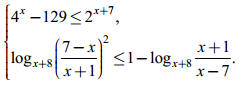 { 4^x − 129 ≤ 2^{x+7},
log_{x+8} ((7 − x)/(x + 1))^2 ≤ 1 − log_{x+8} (x + 1)/(x − 7).